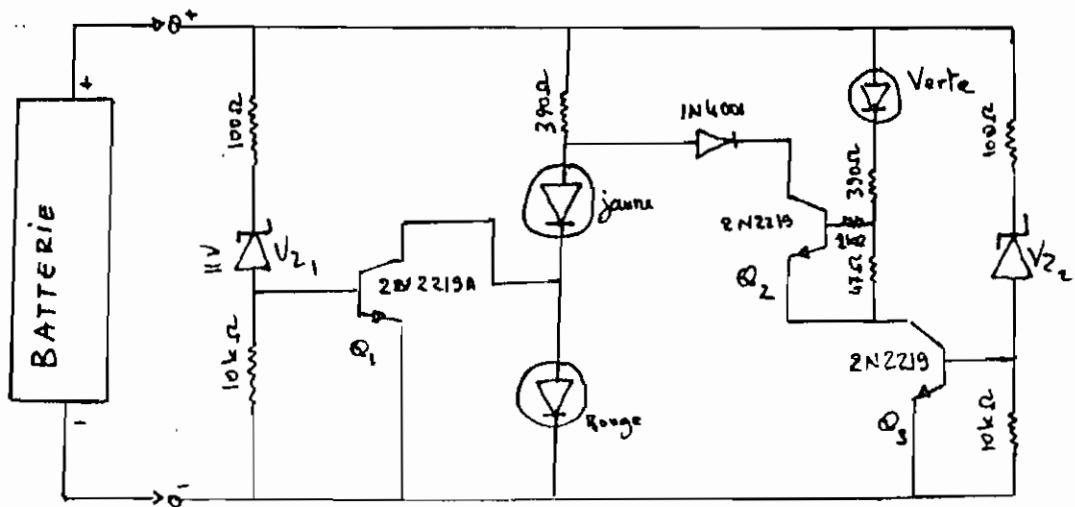 θ+
+
BATTERIE
-
σ-
100Ω
11V
VZ1
10kΩ
2N2219A
Q1
390Ω
jaune
Rouge
1N4001
Verte
390Ω
2N2219
47Ω
Q2
2N2219
Q3
100Ω
VZ2
10kΩ